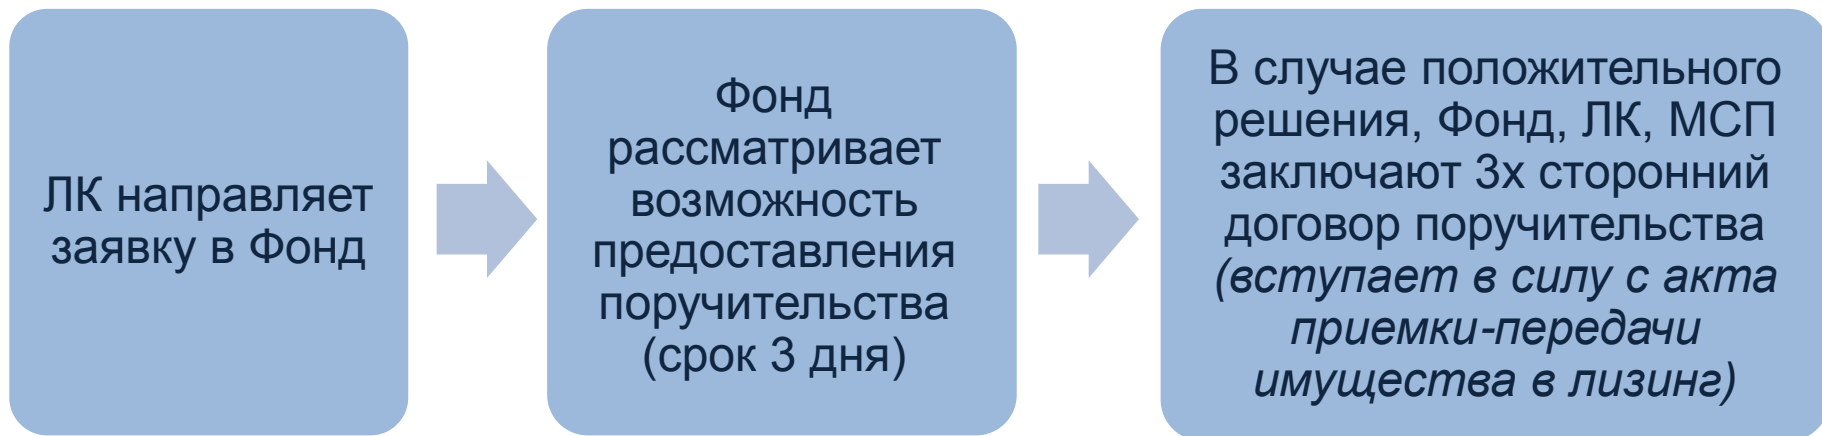 ЛК направляет
заявку в Фонд
Фонд
рассматривает
возможность
предоставления
поручительства
(срок 3 дня)
В случае положительного
решения, Фонд, ЛК, МСП
заключают 3х сторонний
договор поручительства
(вступает в силу с акта
приемки-передачи
имущества в лизинг)